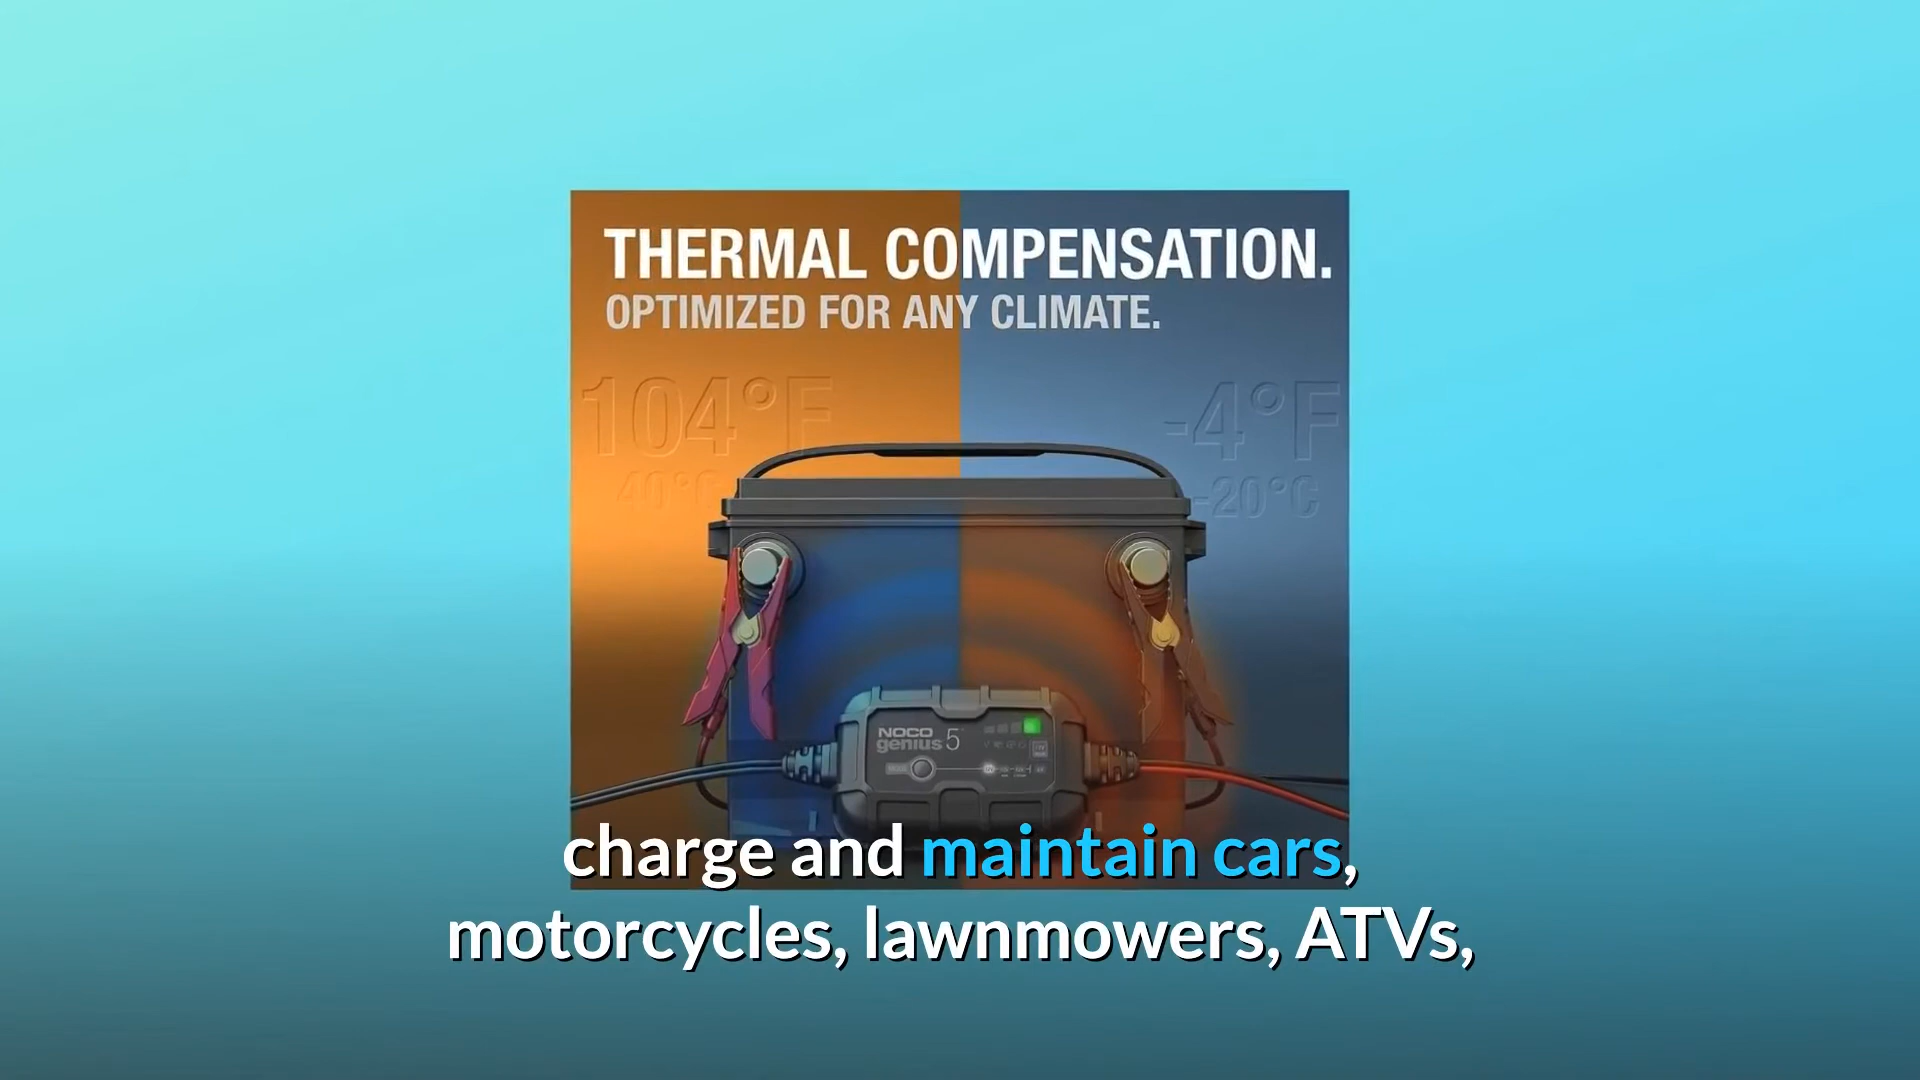 THERMAL COMPENSATION.
OPTIMIZED FOR ANY CLIMATE.
104°F
-4°F
40°C
-20°C
NOCO
genius 5
MODE
charge and maintain cars,
motorcycles, lawnmowers, ATVs,